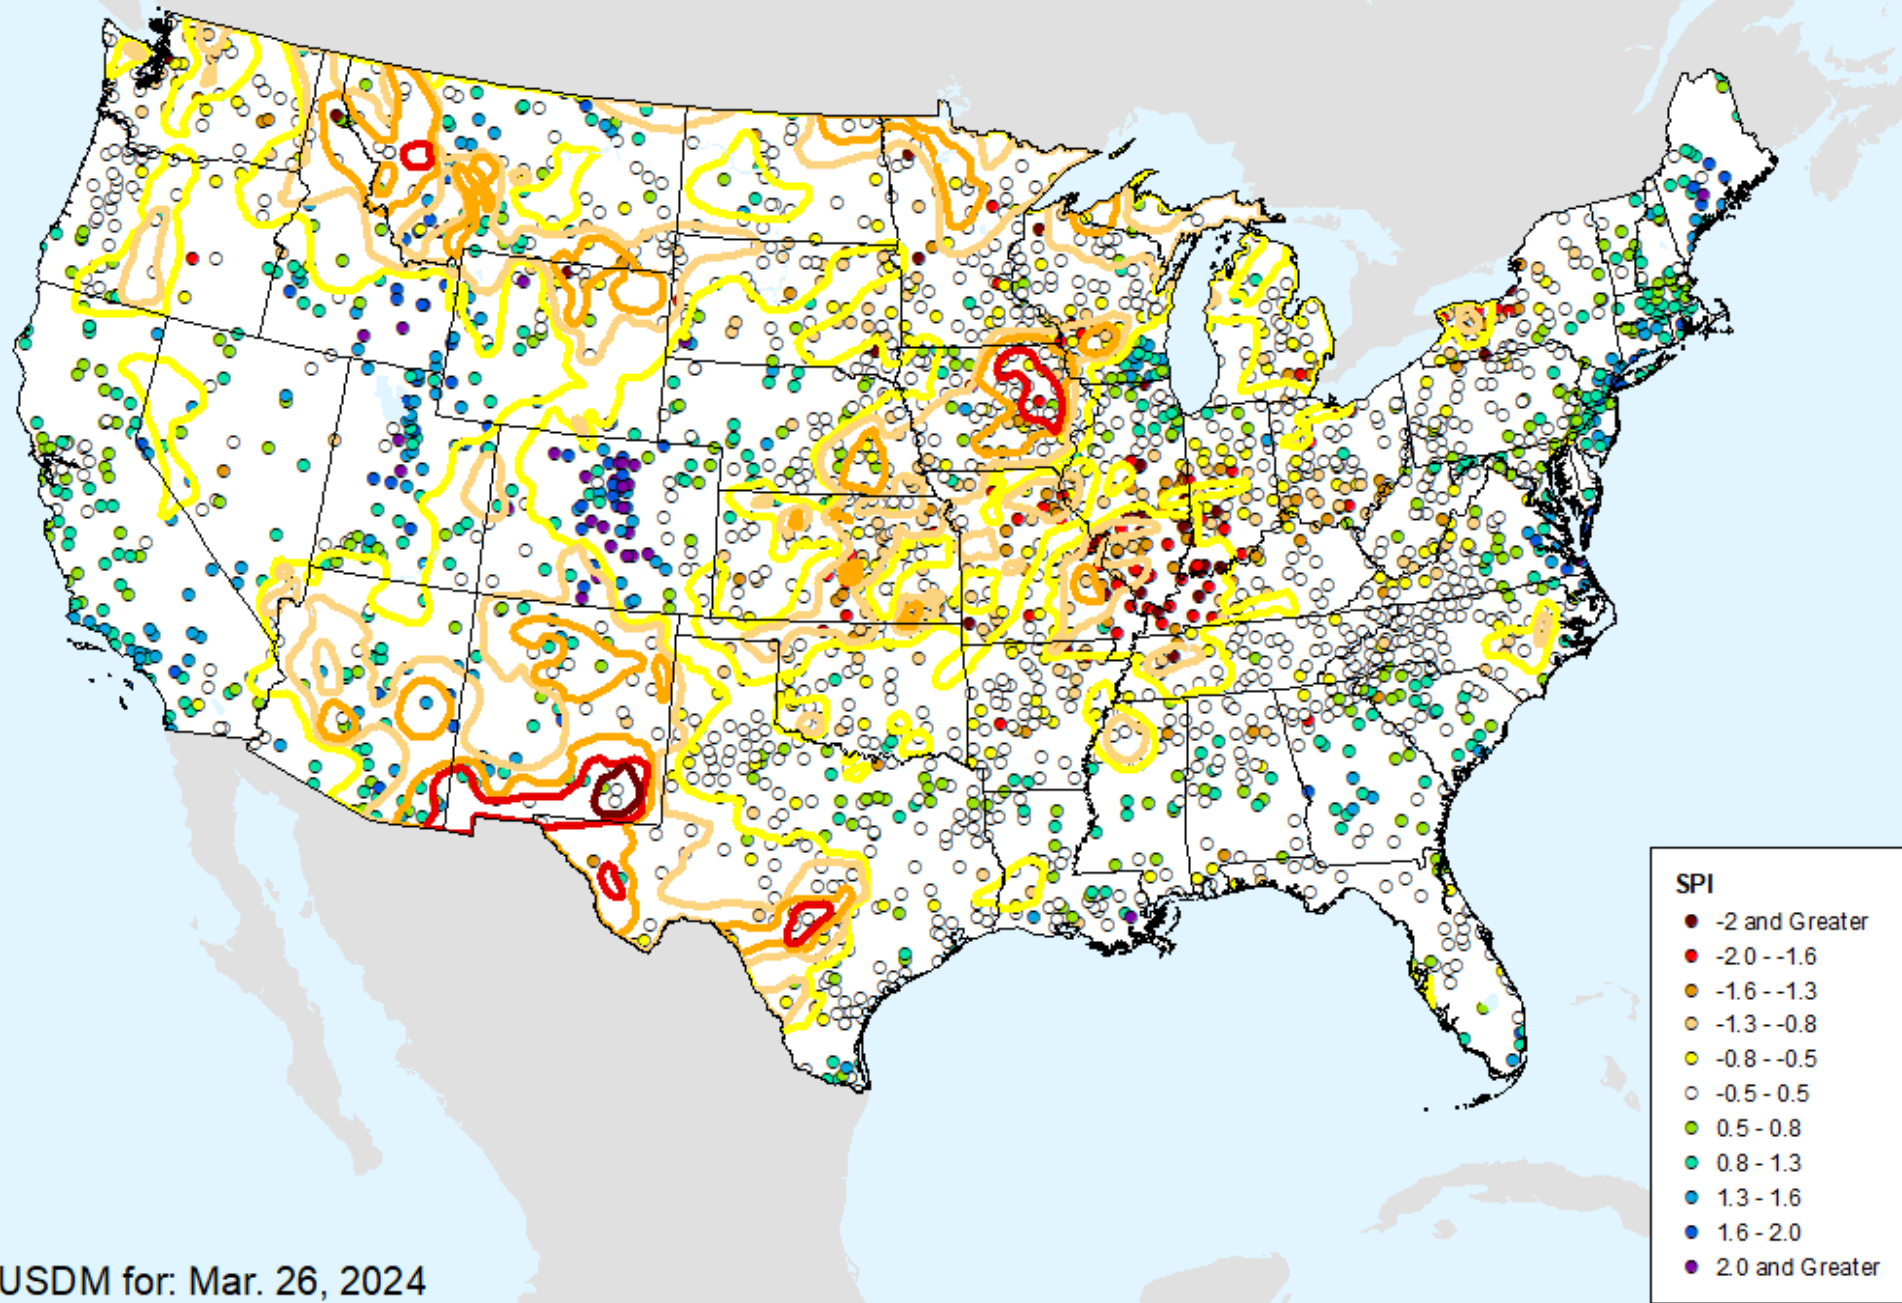 SPI
-2 and Greater
-2.0 - -1.6
-1.6 - -1.3
-1.3 - -0.8
-0.8 - -0.5
-0.5 - 0.5
0.5 - 0.8
0.8 - 1.3
1.3 - 1.6
1.6 - 2.0
2.0 and Greater
USDM for: Mar. 26, 2024